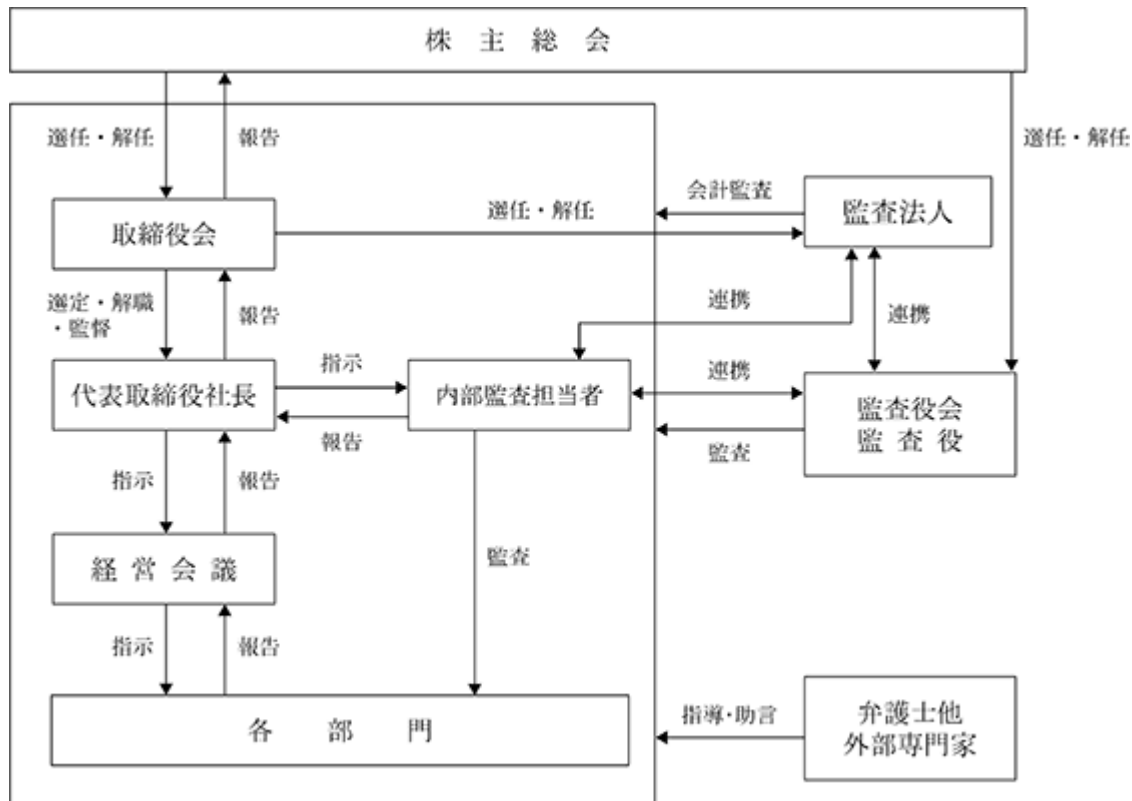 株主総会
選任・解任
報告
選任・解任
会計監査
監査法人
選任・解任
取締役会
連携
連携
選定・解職
・監督
報告
指示
連携
代表取締役社長
内部監査担当者
監査役会
監査役
報告
監査
指示
報告
監査
経営会議
指示
報告
各部門
指導・助言
弁護士他
外部専門家